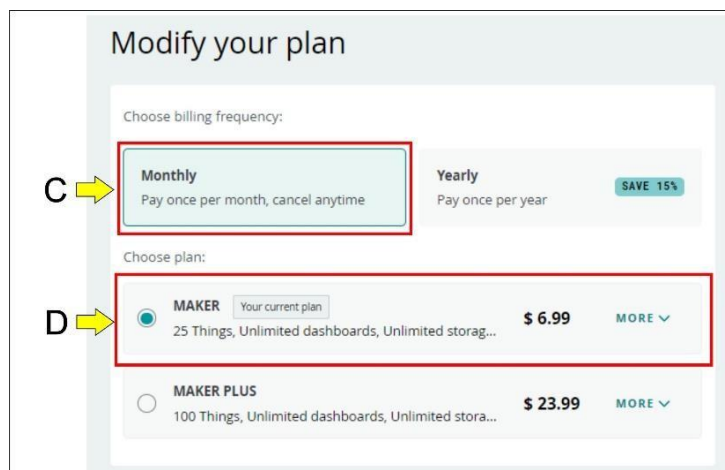 Modify your plan
Choose billing frequency:
C
Monthly
Pay once per month, cancel anytime
Yearly
Pay once per year
SAVE 15%
Choose plan:
D
MAKER Your current plan
25 Things, Unlimited dashboards, Unlimited storag...
$ 6.99
MORE
MAKER PLUS
100 Things, Unlimited dashboards, Unlimited stora...
$ 23.99
MORE